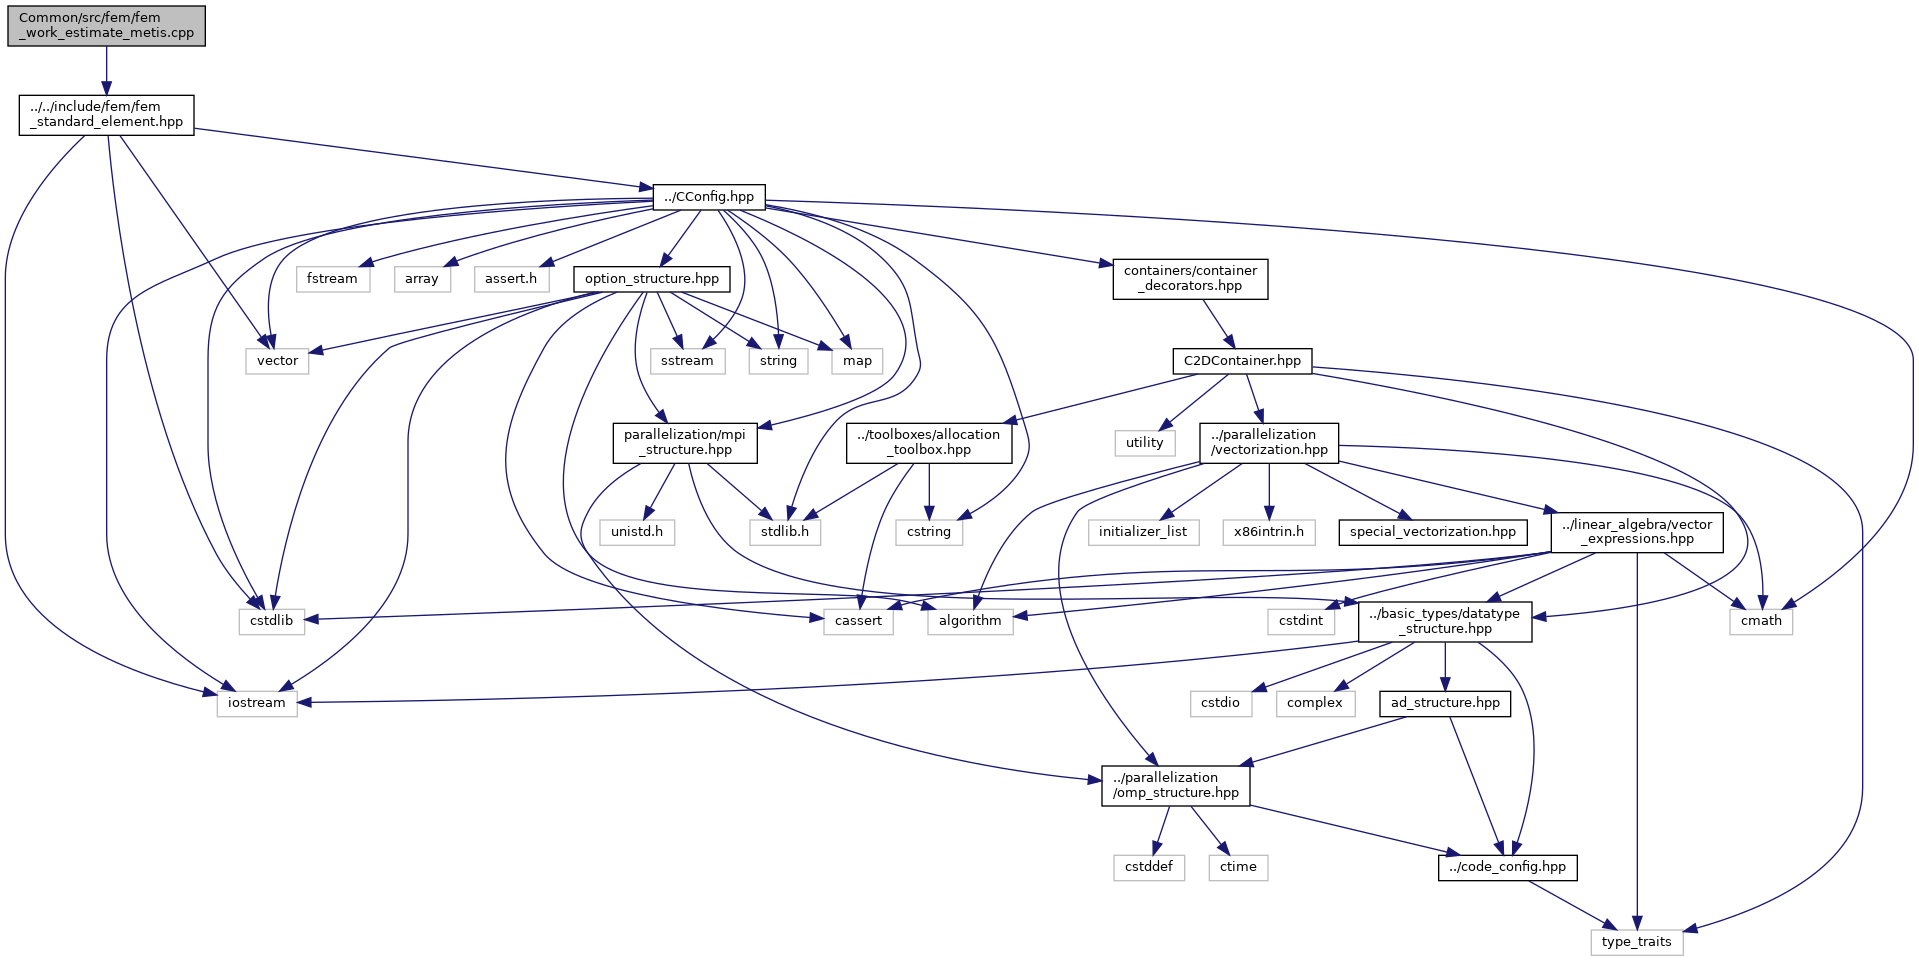 Common/src/fem/fem
_work_estimate_metis.cpp
../../include/fem/fem
_standard_element.hpp
../CConfig.hpp
fstream
array
assert.h
option_structure.hpp
containers/container
_decorators.hpp
vector
sstream
string
map
C2DContainer.hpp
parallelization/mpi
_structure.hpp
../toolboxes/allocation
_toolbox.hpp
utility
../parallelization
/vectorization.hpp
unistd.h
stdlib.h
cstring
initializer_list
x86intrin.h
special_vectorization.hpp
../linear_algebra/vector
_expressions.hpp
cstdlib
cassert
algorithm
cstdint
../basic_types/datatype
_structure.hpp
cmath
iostream
cstdio
complex
ad_structure.hpp
../parallelization
/omp_structure.hpp
cstddef
ctime
../code_config.hpp
type_traits